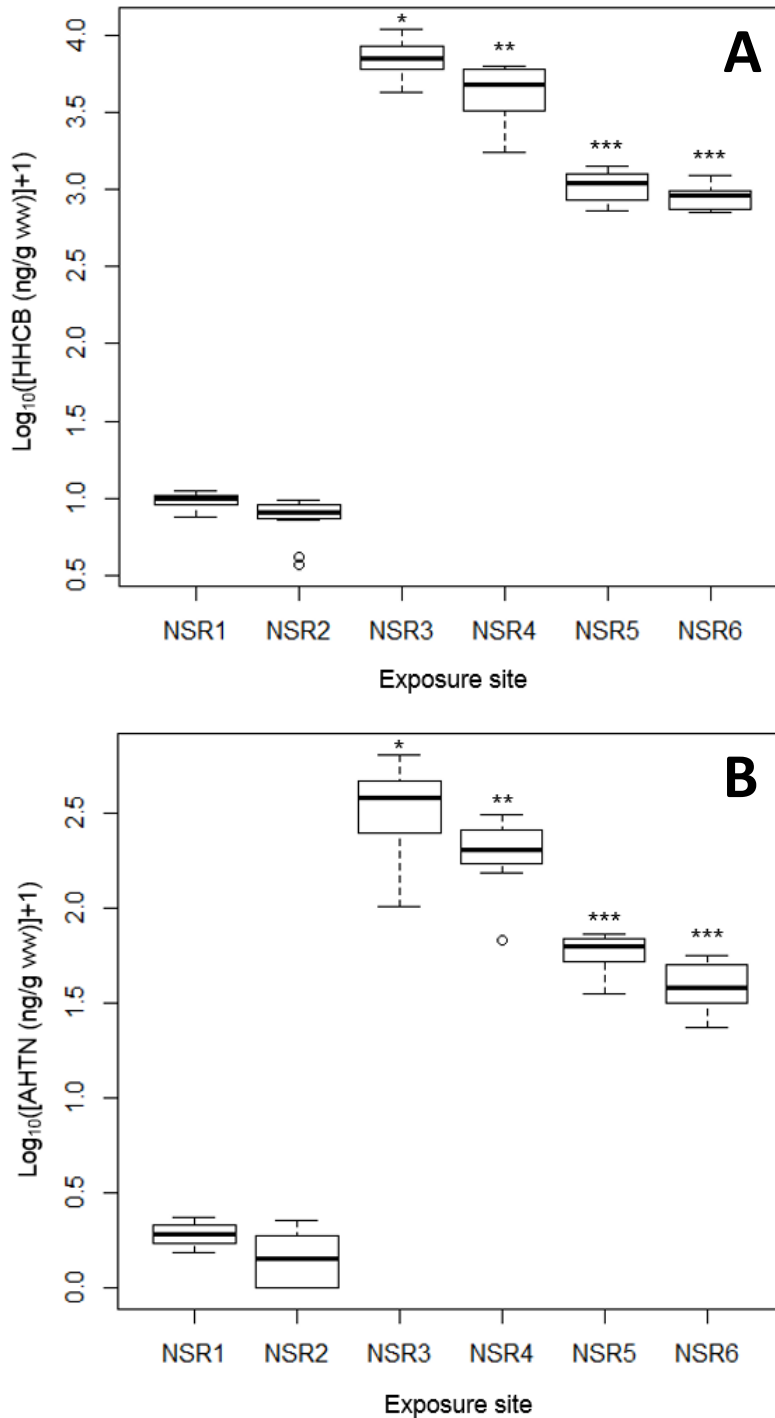 A
Log₁₀([HHCB (ng/g ww)]+1)
4.0
3.5
3.0
2.5
2.0
1.5
1.0
0.5
* ** *** ***
NSR1 NSR2 NSR3 NSR4 NSR5 NSR6
Exposure site
B
Log₁₀([AHTN (ng/g ww)]+1)
2.5
2.0
1.5
1.0
0.5
0.0
* ** *** ***
NSR1 NSR2 NSR3 NSR4 NSR5 NSR6
Exposure site